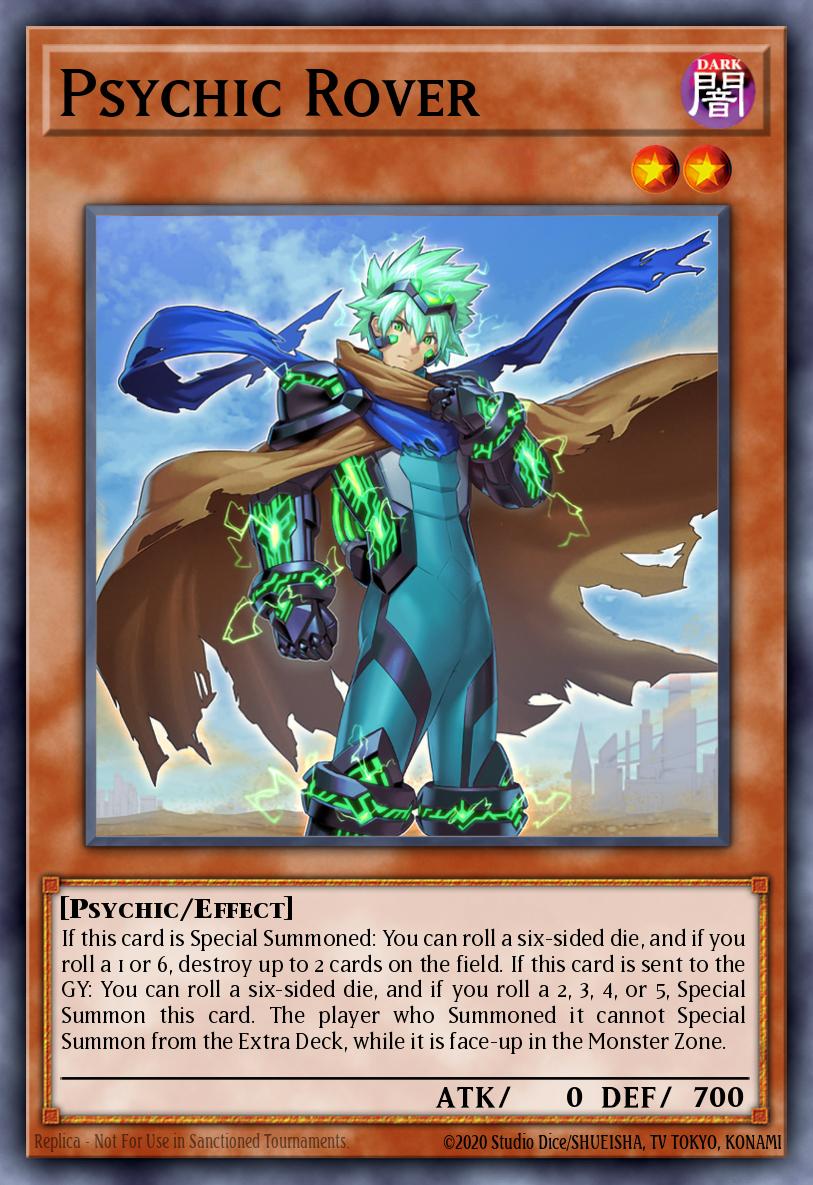 Psychic Rover
DARK
闇
[Psychic/Effect]
If this card is Special Summoned: You can roll a six-sided die, and if you
roll a 1 or 6, destroy up to 2 cards on the field. If this card is sent to the
GY: You can roll a six-sided die, and if you roll a 2, 3, 4, or 5, Special
Summon this card. The player who Summoned it cannot Special
Summon from the Extra Deck, while it is face-up in the Monster Zone.
ATK/ 0 DEF/ 700
Replica - Not For Use in Sanctioned Tournaments.
©2020 Studio Dice/SHUEISHA, TV TOKYO, KONAMI